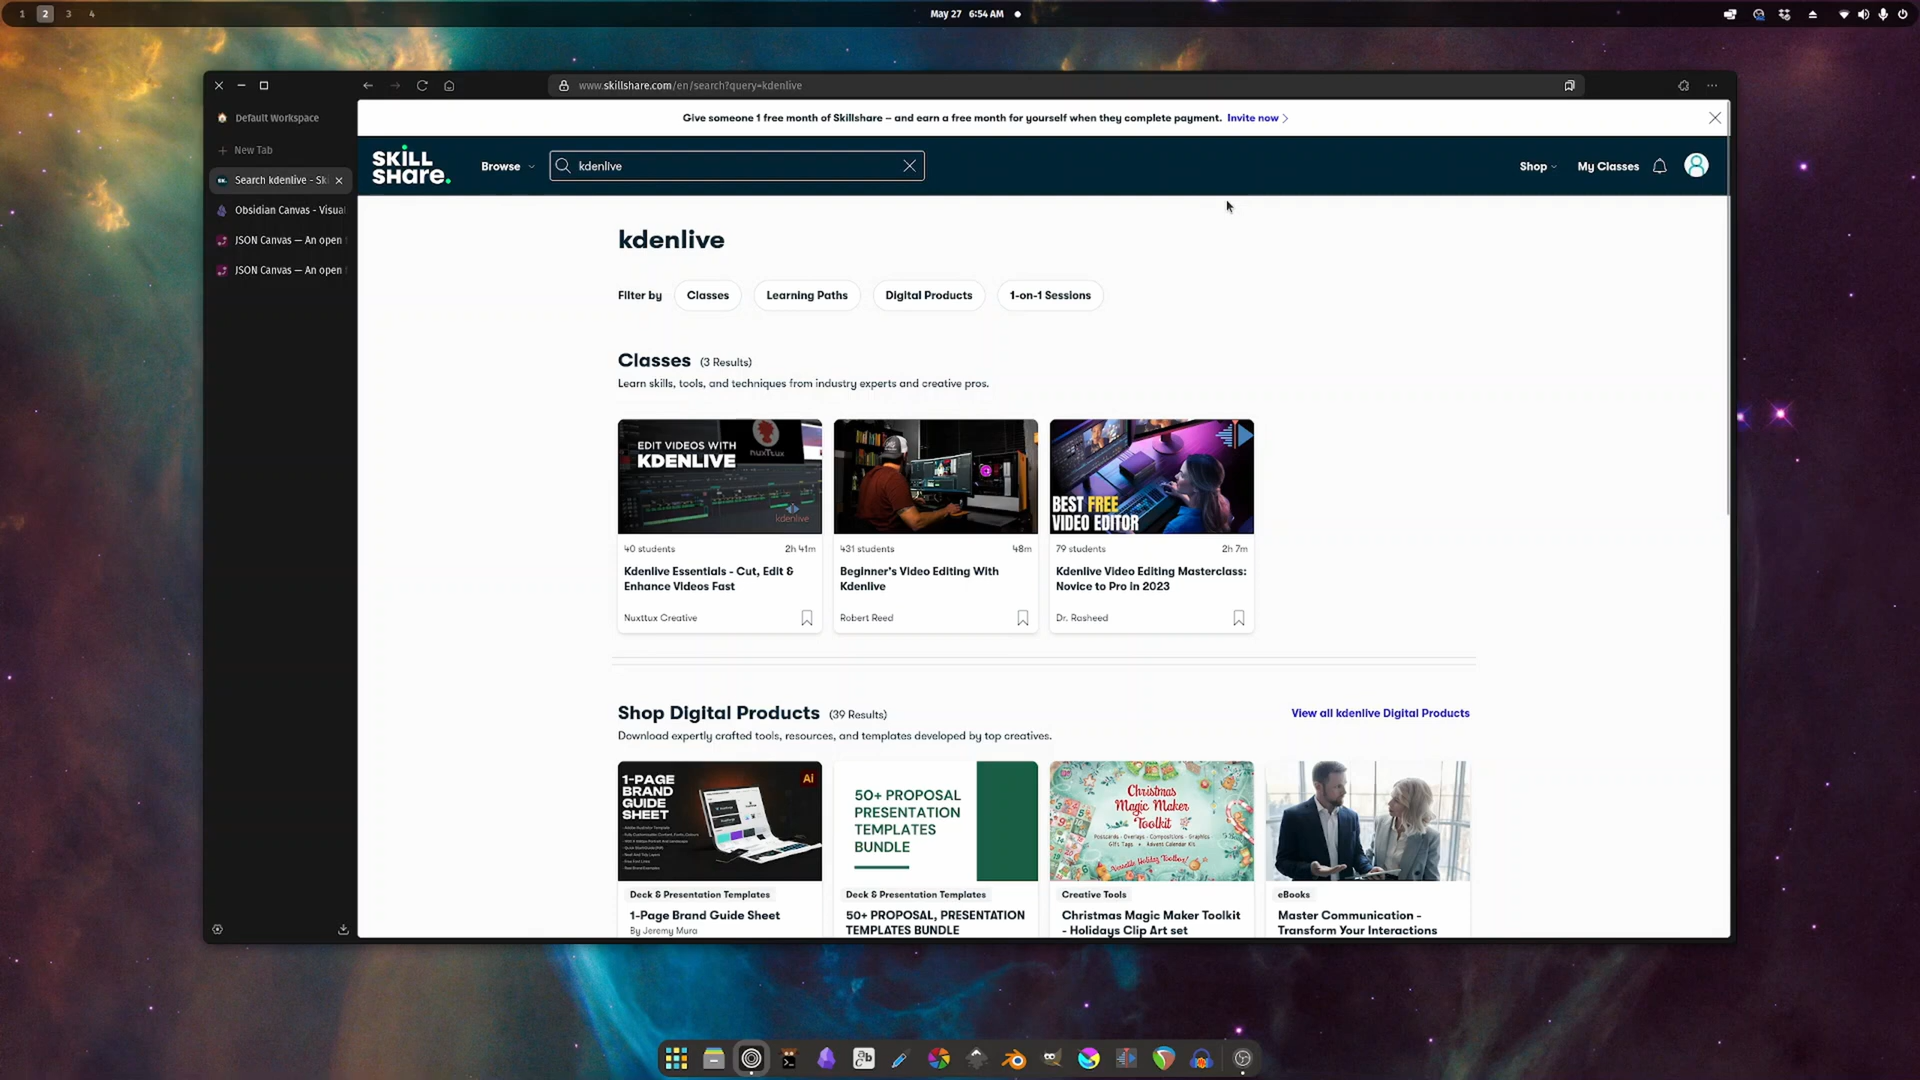 1 2 3 4
May 27 6:54 AM
www.skillshare.com/en/search?query=kdenlive
Default Workspace
New Tab
Search kdenlive - Sk
Obsidian Canvas - Visua
JSON Canvas — An open
JSON Canvas — An open
Give someone 1 free month of Skillshare – and earn a free month for yourself when they complete payment. Invite now
SKILL
SHare.
Browse
kdenlive
Shop
My Classes
kdenlive
Filter by
Classes
Learning Paths
Digital Products
1-on-1 Sessions
Classes (3 Results)
Learn skills, tools, and techniques from industry experts and creative pros.
EDIT VIDEOS WITH
KDENLIVE
nuxttux
kdenlive
40 students 2h 41m
Kdenlive Essentials - Cut, Edit &
Enhance Videos Fast
Nuxttux Creative
431 students 48m
Beginner's Video Editing With
Kdenlive
Robert Reed
BEST FREE
VIDEO EDITOR
79 students 2h 7m
Kdenlive Video Editing Masterclass:
Novice to Pro in 2023
Dr. Rasheed
Shop Digital Products (39 Results)
View all kdenlive Digital Products
Download expertly crafted tools, resources, and templates developed by top creatives.
1-PAGE
BRAND
GUIDE
SHEET
Ai
Deck & Presentation Templates
1-Page Brand Guide Sheet
By Jeremy Mura
50+ PROPOSAL
PRESENTATION
TEMPLATES
BUNDLE
Deck & Presentation Templates
50+ PROPOSAL, PRESENTATION
TEMPLATES BUNDLE
Christmas
Magic Maker
Toolkit
Creative Tools
Christmas Magic Maker Toolkit
- Holidays Clip Art set
eBooks
Master Communication -
Transform Your Interactions